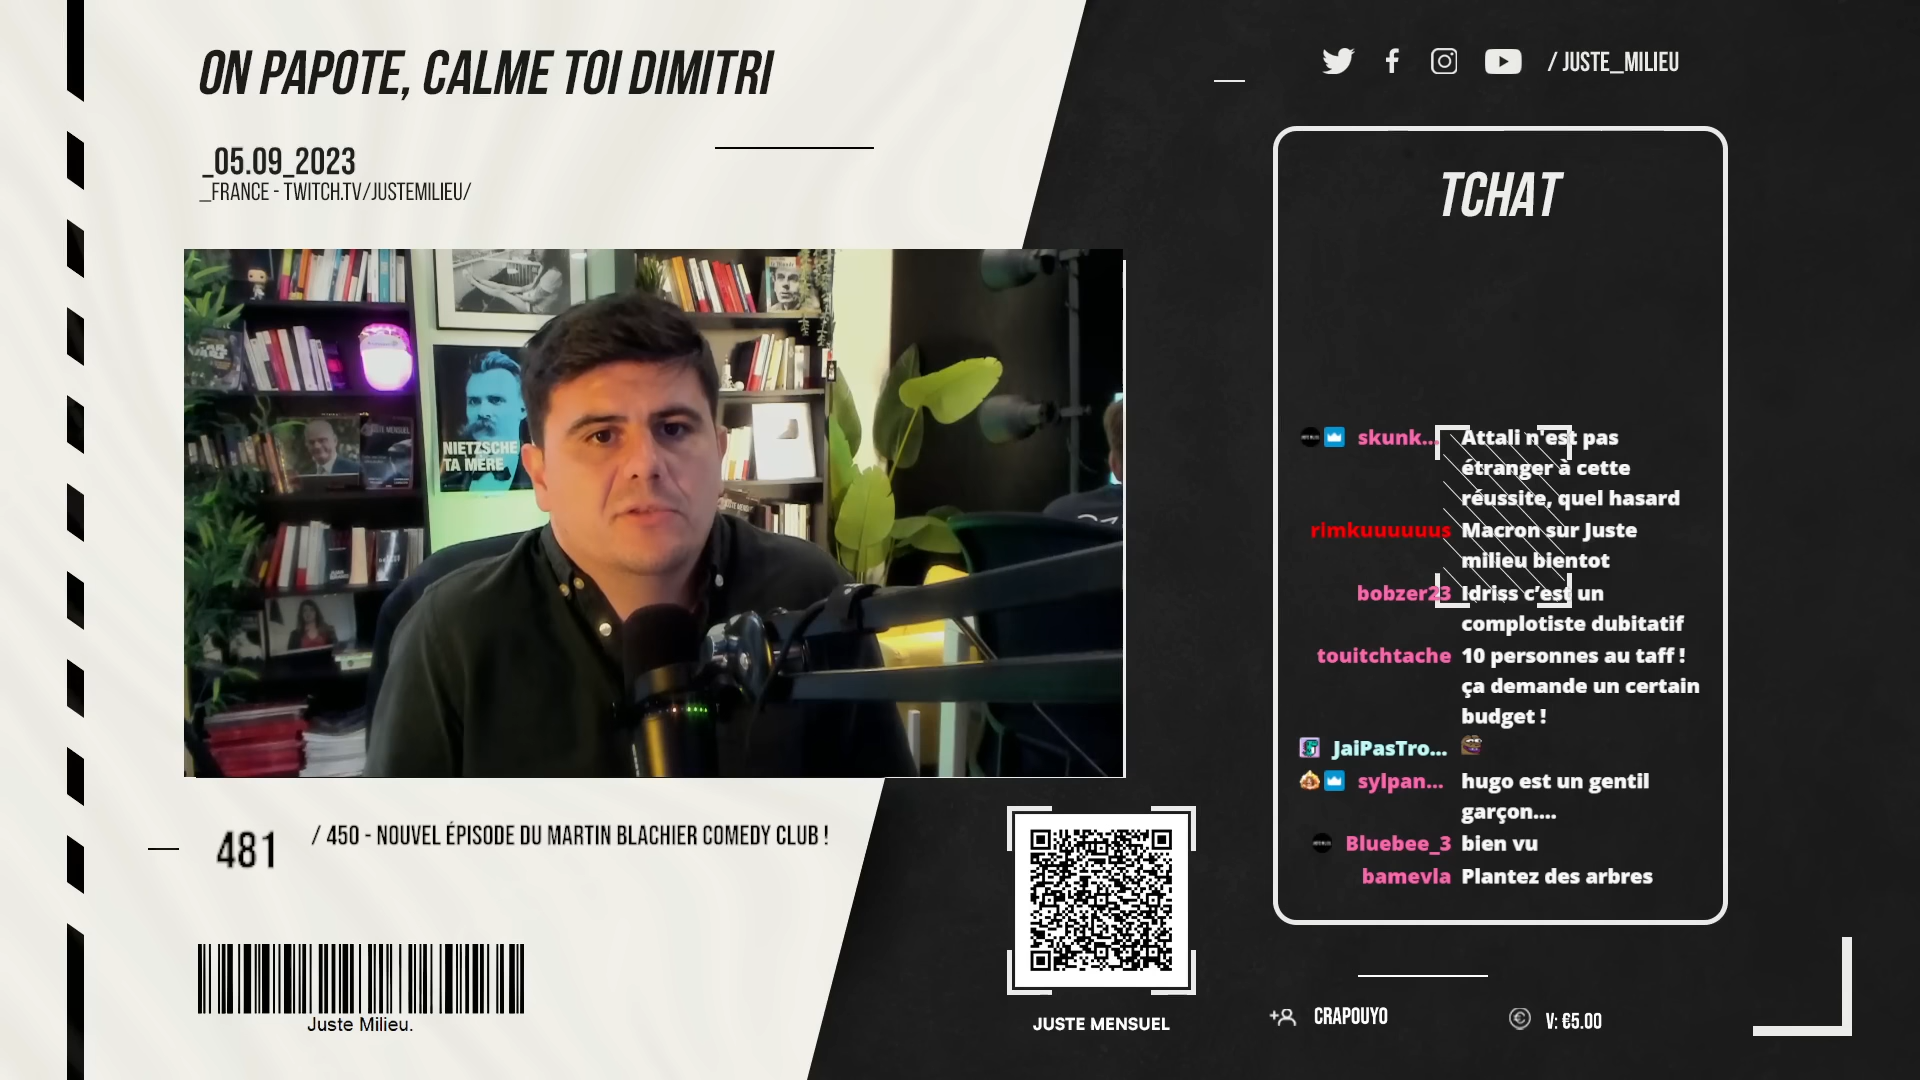 ON PAPOTE, CALME TOI DIMITRI
_05.09_2023
_FRANCE - TWITCH.TV/JUSTEMILIEU/
/ JUSTE_MILIEU
TCHAT
NIETZSCHE
TA MÈRE
skunk... Attali n'est pas
étranger à cette
réussite, quel hasard
rimkuuuuuus Macron sur Juste
milieu bientot
bobzer23 Idriss c'est un
complotiste dubitatif
touitchtache 10 personnes au taff !
ça demande un certain
budget !
JaiPasTro...
sylpan... hugo est un gentil
garçon....
Bluebee_3 bien vu
bamevla Plantez des arbres
481
/ 450 - NOUVEL ÉPISODE DU MARTIN BLACHIER COMEDY CLUB !
Juste Milieu.
JUSTE MENSUEL
CRAPOUYO
V: €5.00